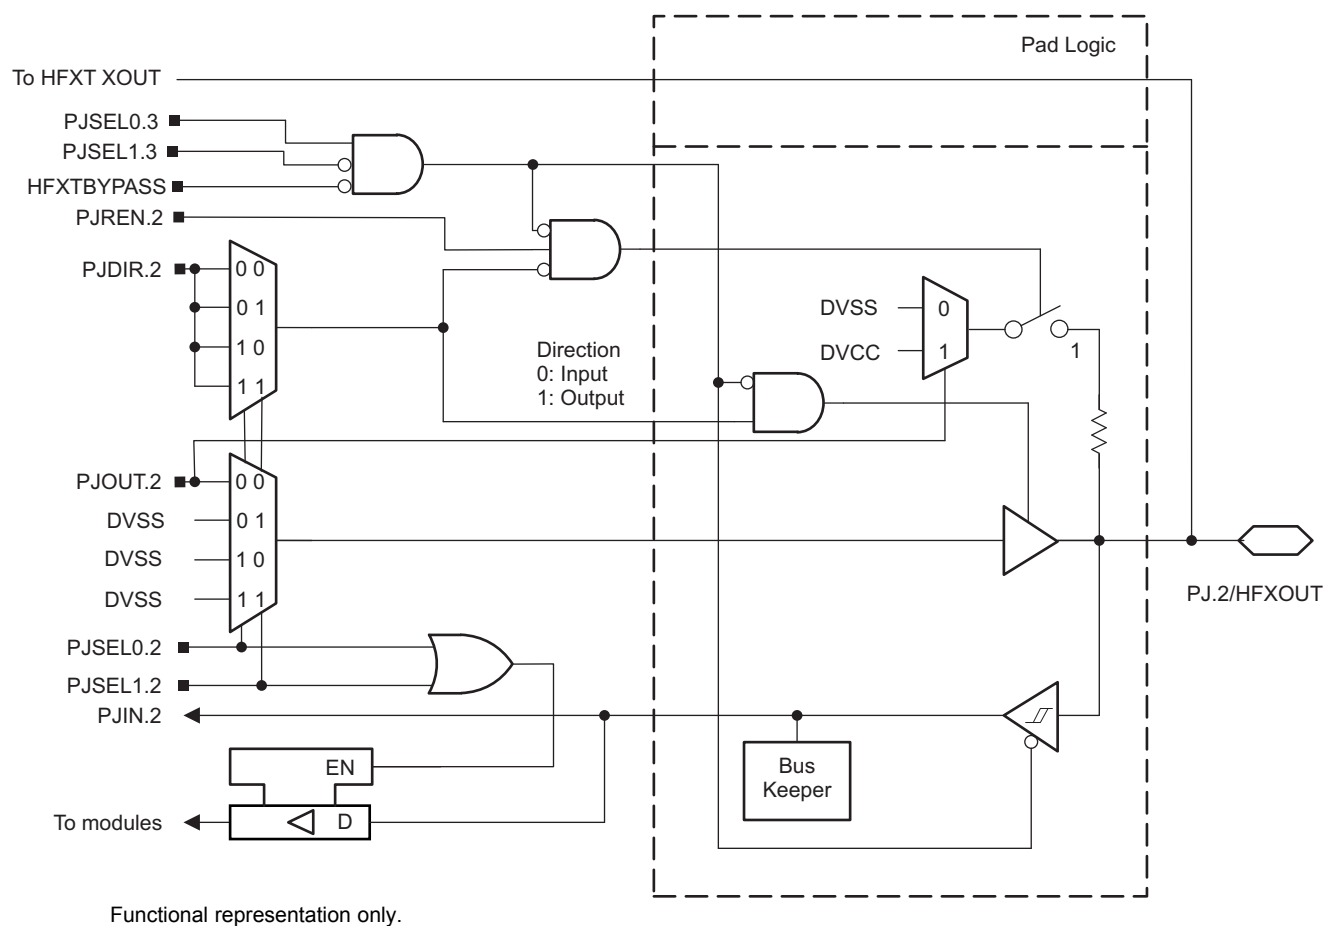 Pad Logic
To HFXT XOUT
PJSEL0.3
PJSEL1.3
HFXTBYPASS
PJREN.2
PJDIR.2
0 0
0 1
1 0
1 1
Direction
0: Input
1: Output
DVSS
0
DVCC
1
1
PJOUT.2
0 0
DVSS
0 1
DVSS
1 0
DVSS
1 1
PJ.2/HFXOUT
PJSEL0.2
PJSEL1.2
PJIN.2
EN
Bus
Keeper
To modules
D
Functional representation only.